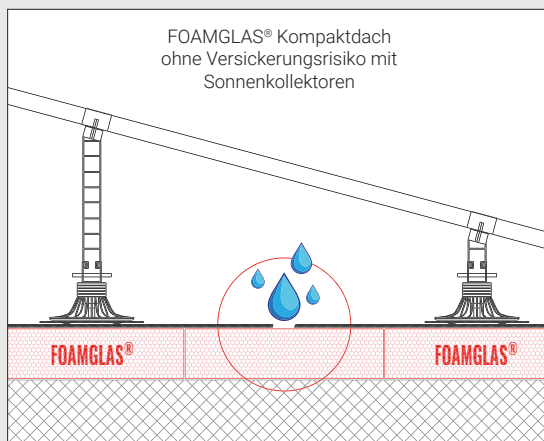 FOAMGLAS® Kompaktdach
ohne Versickerungsrisiko mit
Sonnenkollektoren
FOAMGLAS® FOAMGLAS®